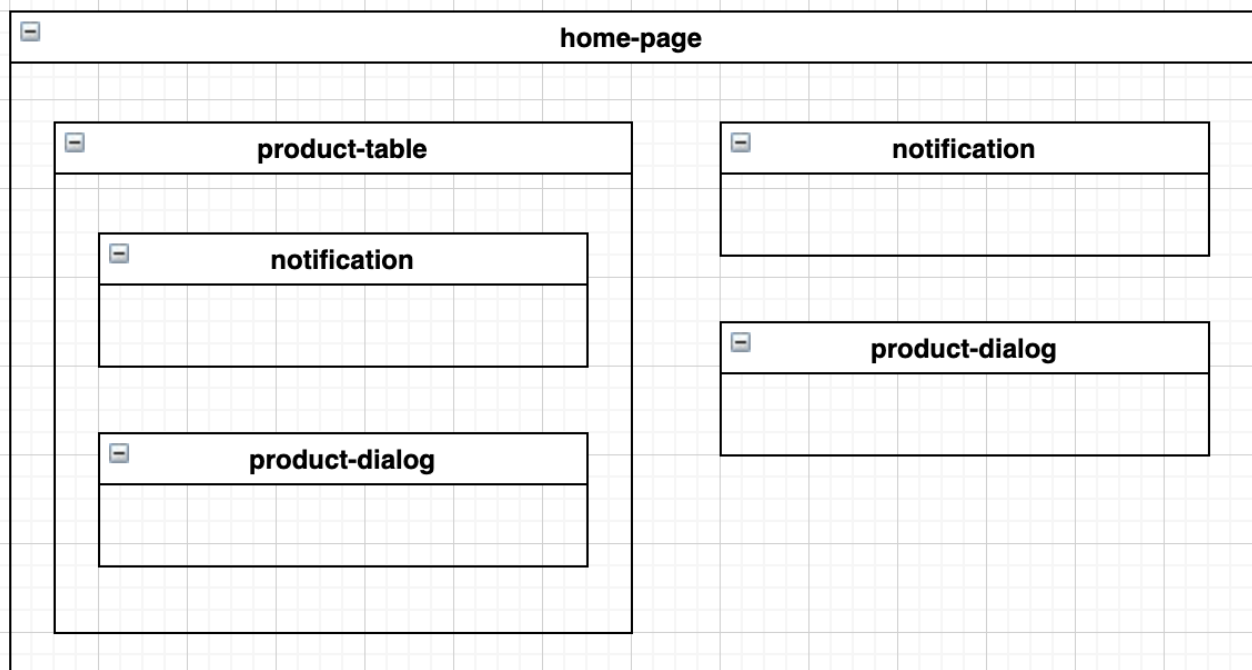 home-page
product-table
notification
product-dialog
notification
product-dialog